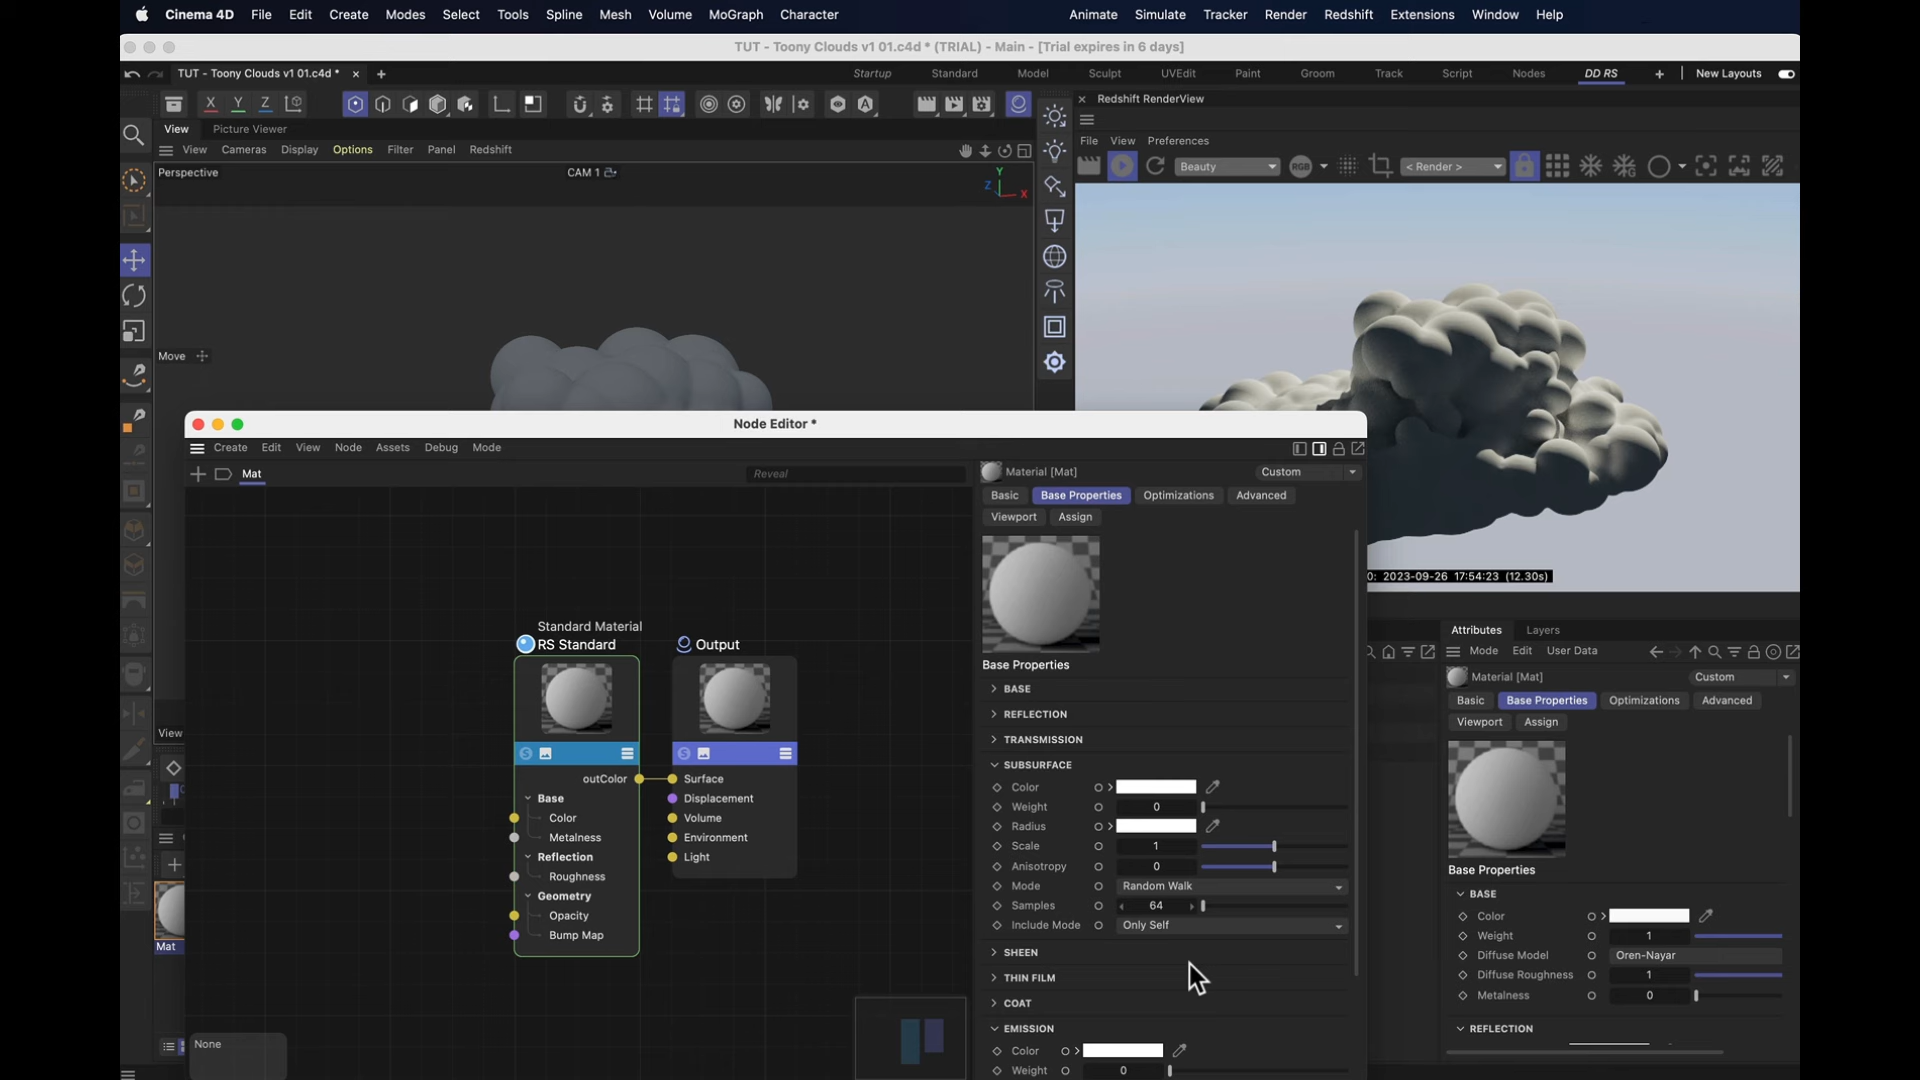 Cinema 4D File Edit Create Modes Select Tools Spline Mesh Volume MoGraph Character Animate Simulate Tracker Render Redshift Extensions Window Help
TUT - Toony Clouds v1 01.c4d * (TRIAL) - Main - [Trial expires in 6 days]
TUT - Toony Clouds v1 01.c4d * × + Startup Standard Model Sculpt UVEdit Paint Groom Track Script Nodes DD RS + New Layouts
X Y Z
Redshift RenderView
View Picture Viewer
File View Preferences
View Cameras Display Options Filter Panel Redshift
Beauty RGB < Render >
Perspective CAM 1
Y
Z
X
Move
Node Editor *
Create Edit View Node Assets Debug Mode
Mat Reveal
Material [Mat] Custom
Basic Base Properties Optimizations Advanced
Viewport Assign
0: 2023-09-26 17:54:23 (12.30s)
Standard Material
RS Standard
Output
outColor
Base
Color
Metalness
Reflection
Roughness
Geometry
Opacity
Bump Map
Surface
Displacement
Volume
Environment
Light
Base Properties
BASE
REFLECTION
TRANSMISSION
SUBSURFACE
Color
Weight 0
Radius
Scale 1
Anisotropy 0
Mode Random Walk
Samples 64
Include Mode Only Self
SHEEN
THIN FILM
COAT
EMISSION
Color
Weight 0
None
View
Mat
Attributes Layers
Mode Edit User Data
Material [Mat] Custom
Basic Base Properties Optimizations Advanced
Viewport Assign
Base Properties
BASE
Color
Weight 1
Diffuse Model Oren-Nayar
Diffuse Roughness 1
Metalness 0
REFLECTION